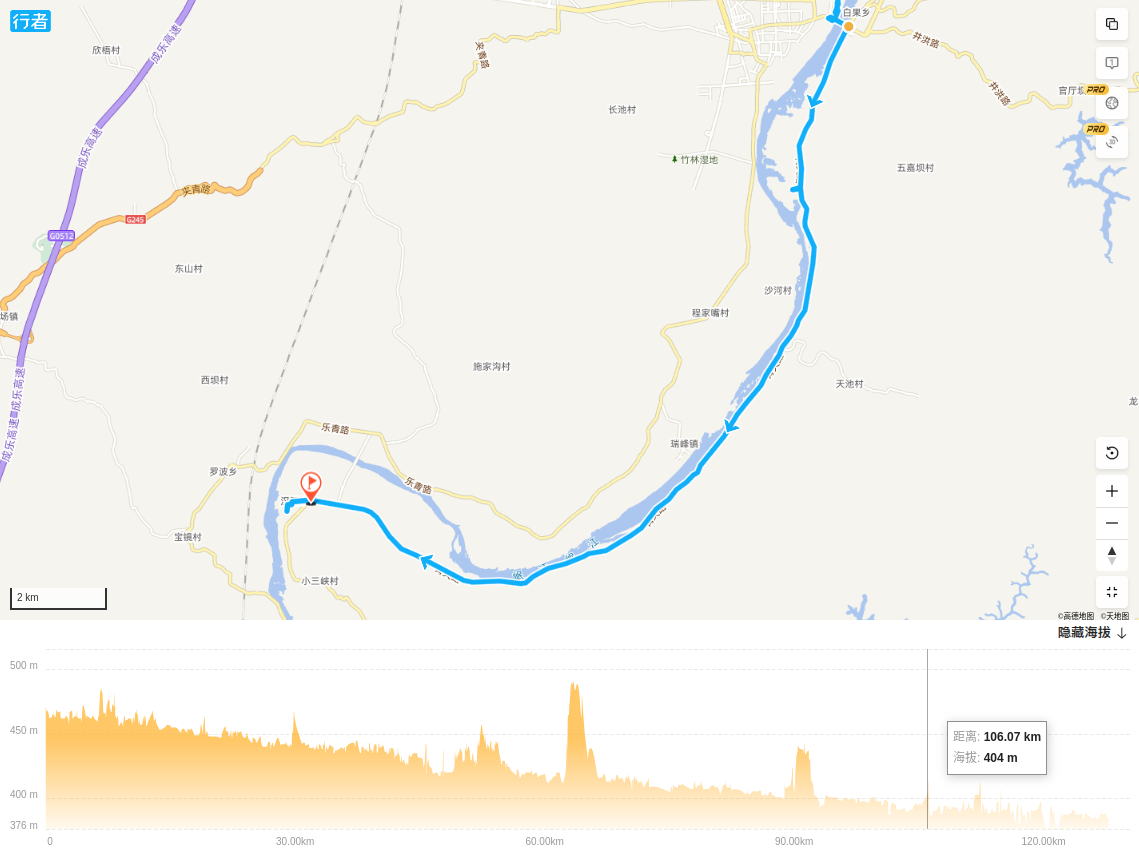 行者
白果乡
欣梧村
成乐高速
夹青路
井洪路
井洪路
官厅坝
PRO
长池村
成乐高速
竹林湿地
PRO
五嘉坝村
夹青路
G245
G0512
东山村
沙河村
场镇
程家嘴村
施家沟村
西坝村
天池村
成乐高速
成乐高速
龙
乐青路
瑞峰镇
罗波乡
乐青路
宝镜村
小三峡村
2 km
©高德地图 ©天地图
隐藏海拔 ↓
500 m
450 m
距离: 106.07 km
海拔: 404 m
400 m
376 m
0
30.00km
60.00km
90.00km
120.00km